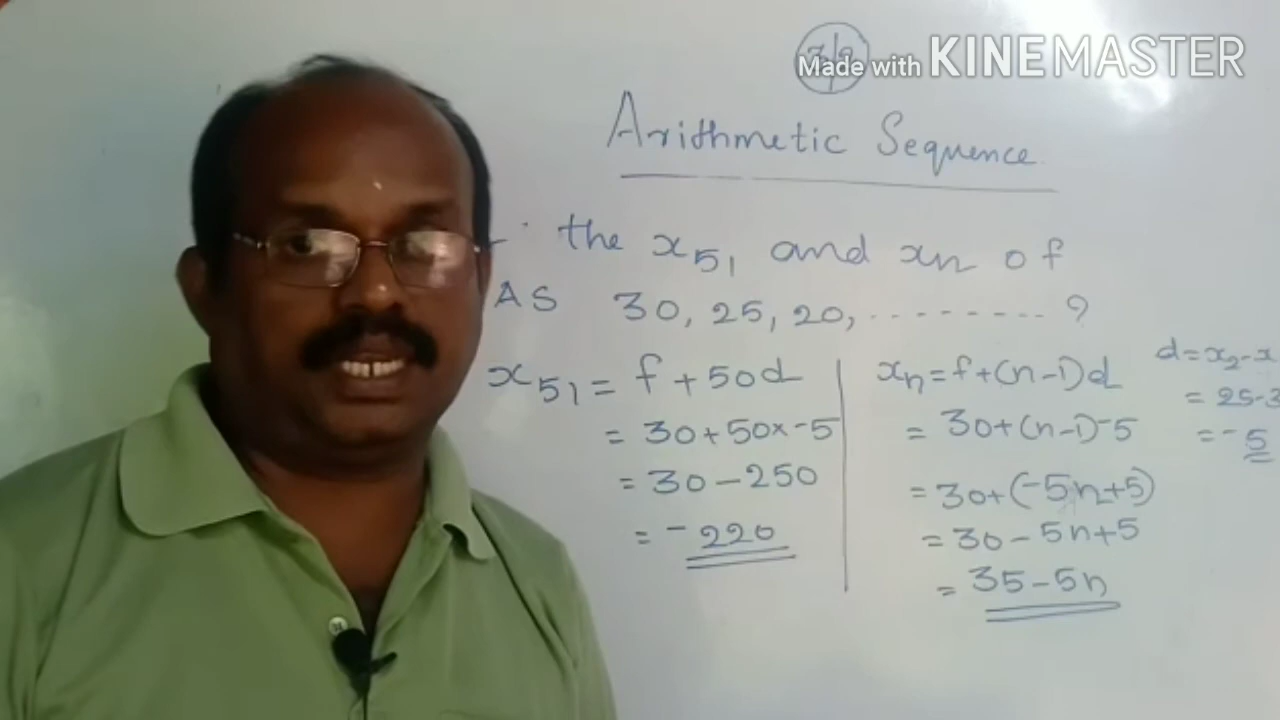 Made with KINEMASTER
Arithmetic Sequence
the x₅₁ and xn of
AS 30, 25, 20, ......... ?
x₅₁ = f + 50d
= 30 + 50x-5
= 30 - 250
= -220
xn = f + (n-1)d
= 30 + (n-1)-5
= 30 + (-5n+5)
= 30 - 5n + 5
= 35 - 5n
d = x₂ - x
= 25 - 3
= -5